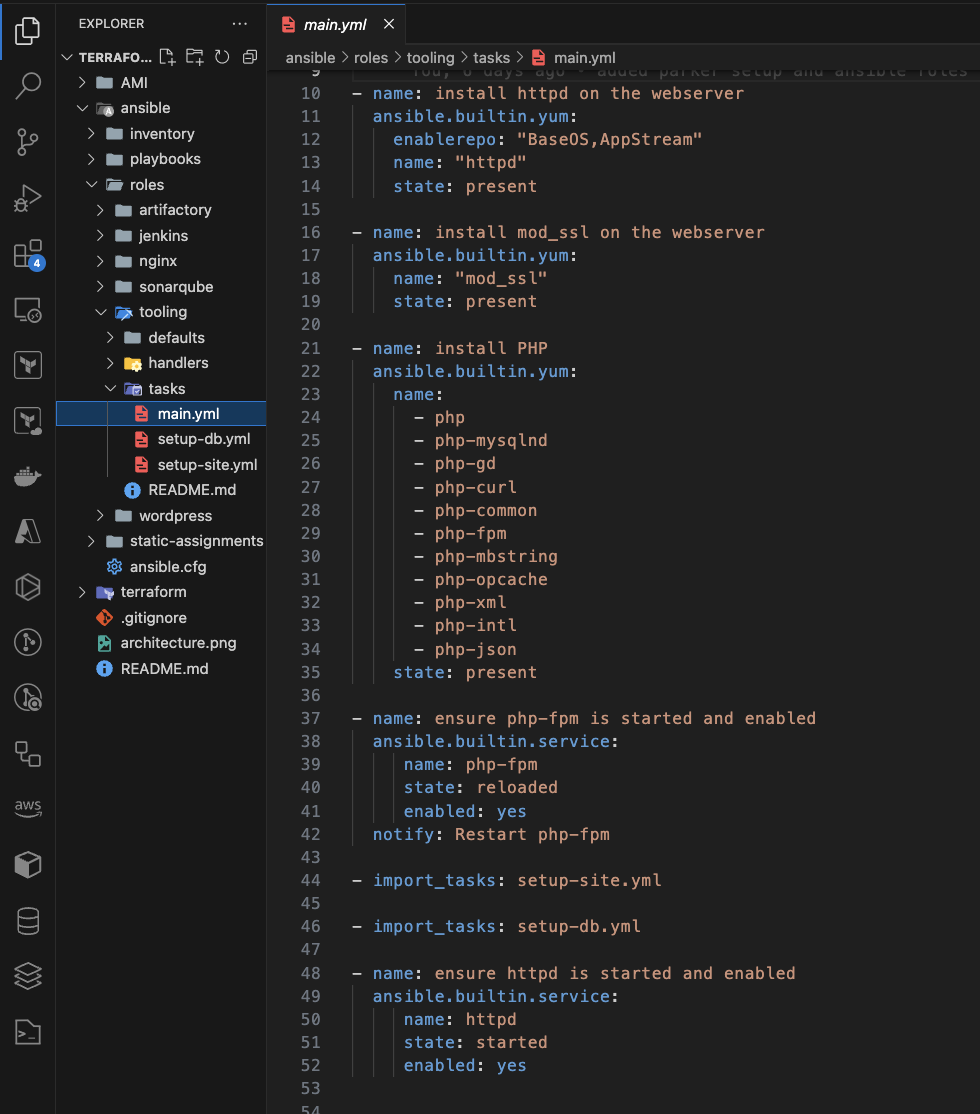 EXPLORER ...
TERRAFO...
AMI
ansible
inventory
playbooks
roles
artifactory
jenkins
nginx
sonarqube
tooling
defaults
handlers
tasks
main.yml
setup-db.yml
setup-site.yml
README.md
wordpress
static-assignments
ansible.cfg
terraform
.gitignore
architecture.png
README.md
4
aws
main.yml
ansible > roles > tooling > tasks > main.yml
9 You, 6 days ago • added parker setup and ansible roles
10 - name: install httpd on the webserver
11 ansible.builtin.yum:
12 enablerepo: "BaseOS,AppStream"
13 name: "httpd"
14 state: present
15
16 - name: install mod_ssl on the webserver
17 ansible.builtin.yum:
18 name: "mod_ssl"
19 state: present
20
21 - name: install PHP
22 ansible.builtin.yum:
23 name:
24 - php
25 - php-mysqlnd
26 - php-gd
27 - php-curl
28 - php-common
29 - php-fpm
30 - php-mbstring
31 - php-opcache
32 - php-xml
33 - php-intl
34 - php-json
35 state: present
36
37 - name: ensure php-fpm is started and enabled
38 ansible.builtin.service:
39 name: php-fpm
40 state: reloaded
41 enabled: yes
42 notify: Restart php-fpm
43
44 - import_tasks: setup-site.yml
45
46 - import_tasks: setup-db.yml
47
48 - name: ensure httpd is started and enabled
49 ansible.builtin.service:
50 name: httpd
51 state: started
52 enabled: yes
53
54